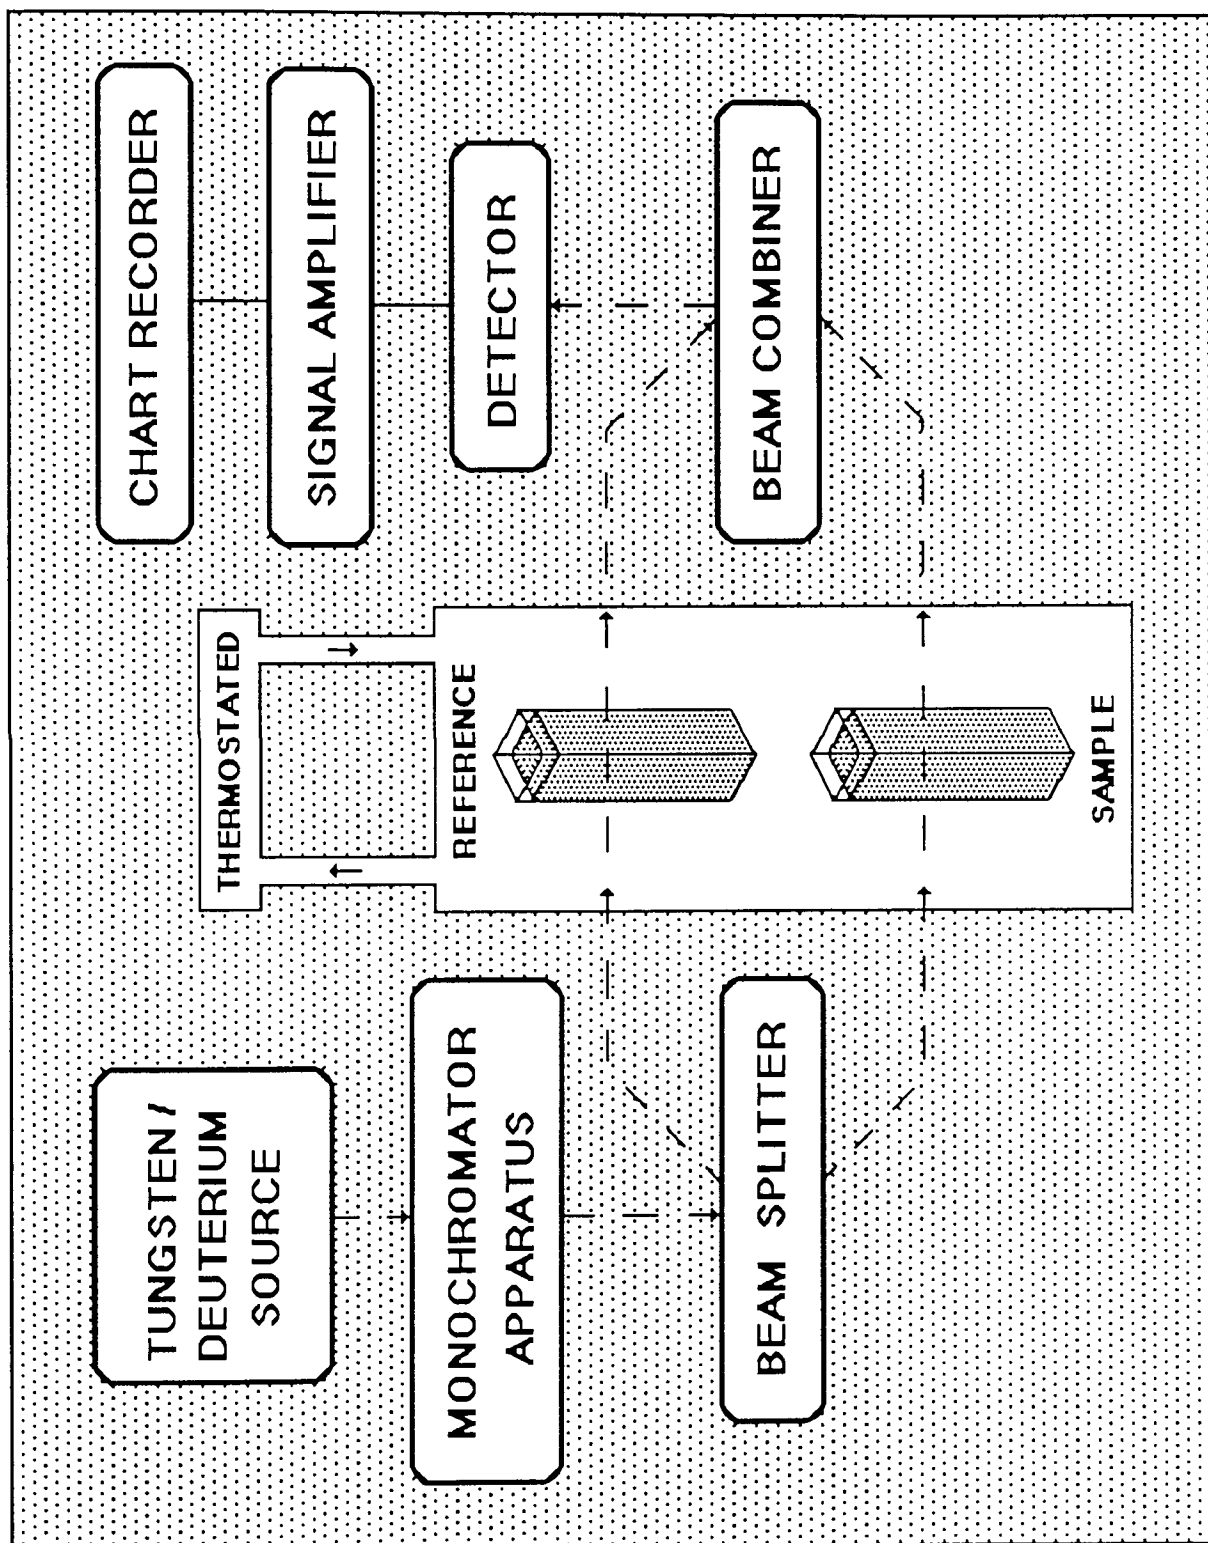 TUNGSTEN /
DEUTERIUM
SOURCE
MONOCHROMATOR
APPARATUS
BEAM SPLITTER
THERMOSTATED
REFERENCE
SAMPLE
CHART RECORDER
SIGNAL AMPLIFIER
DETECTOR
BEAM COMBINER